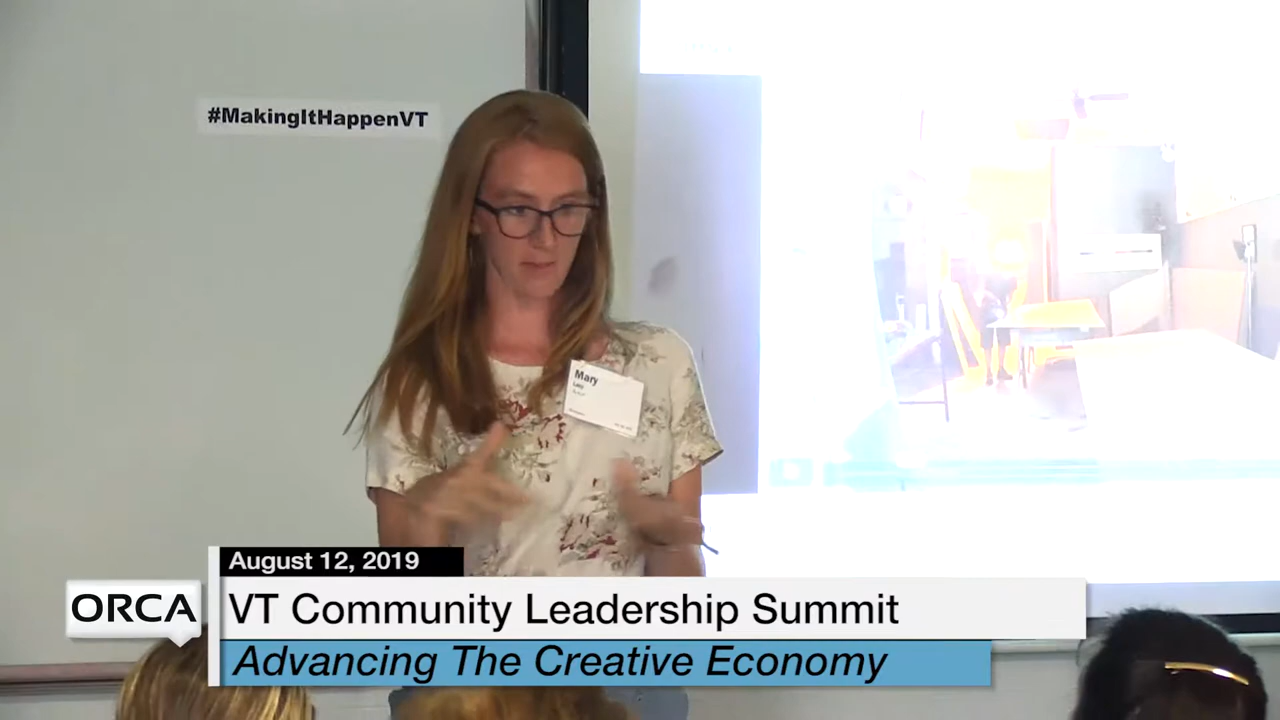 #MakingItHappenVT
Mary
August 12, 2019
ORCA
VT Community Leadership Summit
Advancing The Creative Economy